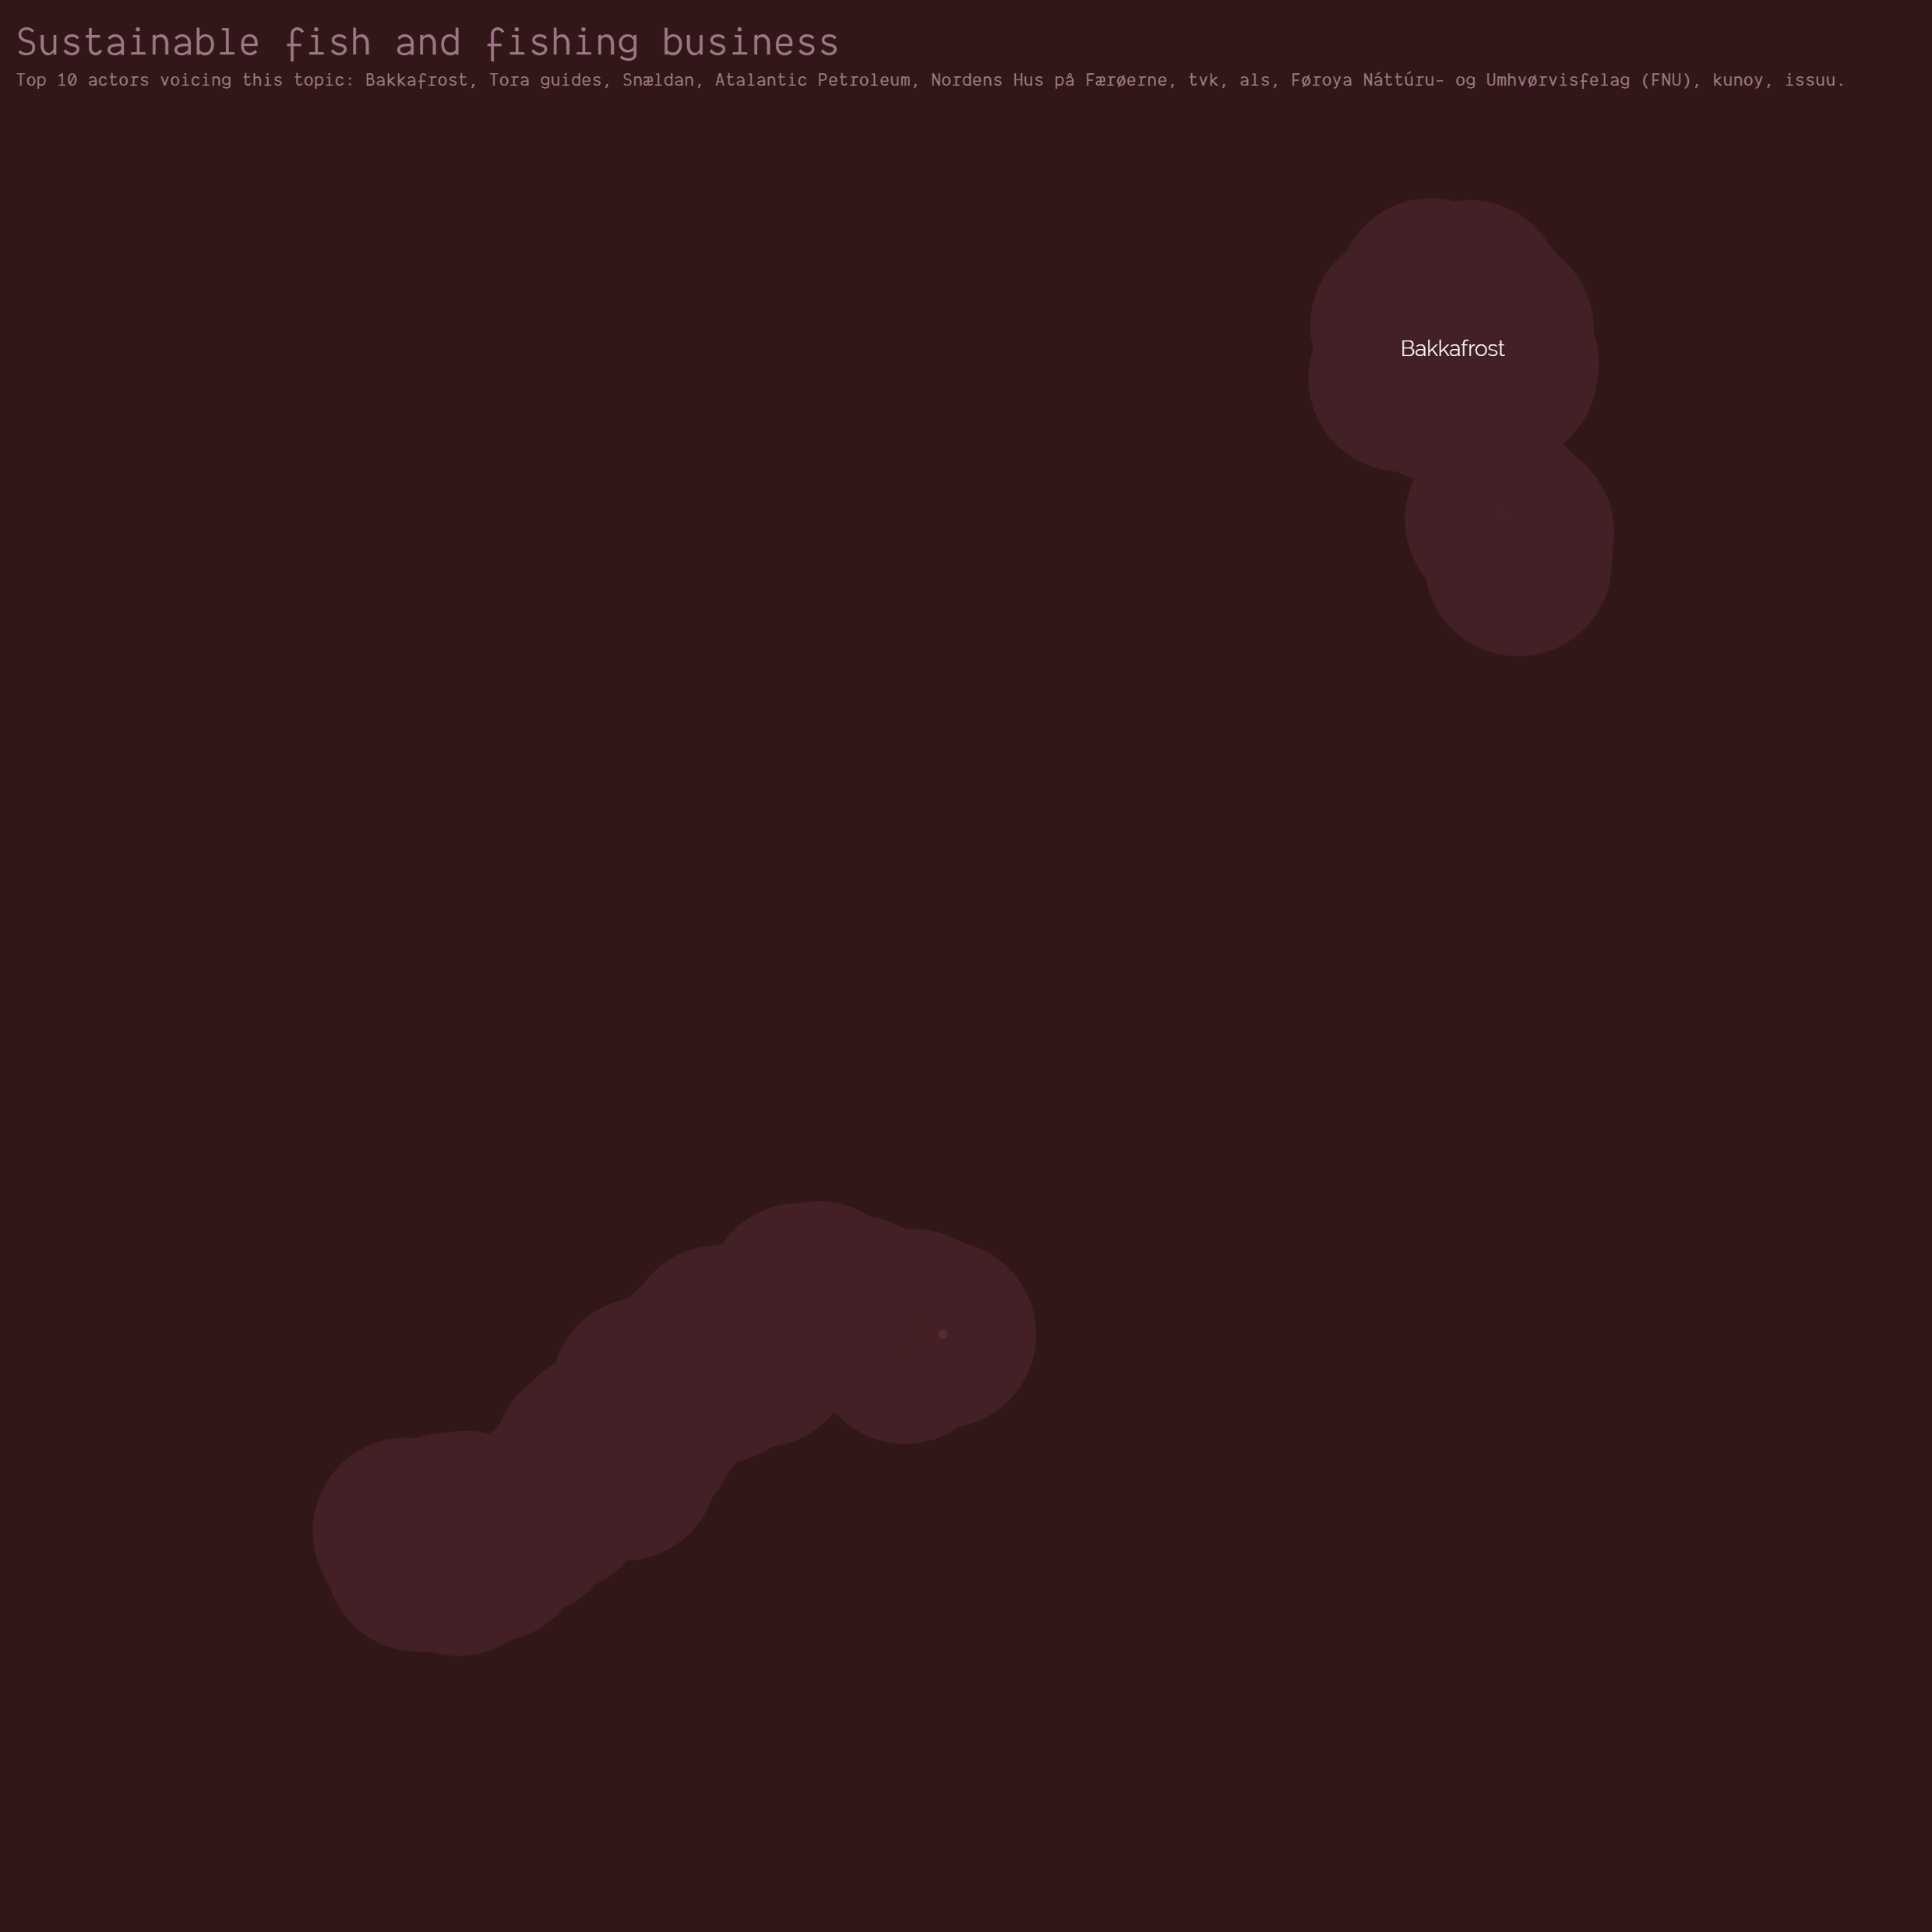 Sustainable fish and fishing business
Top 10 actors voicing this topic: Bakkafrost, Tora guides, Snældan, Atalantic Petroleum, Nordens Hus på Færøerne, tvk, als, Føroya Náttúru- og Umhvørvisfelag (FNU), kunoy, issuu.
Bakkafrost